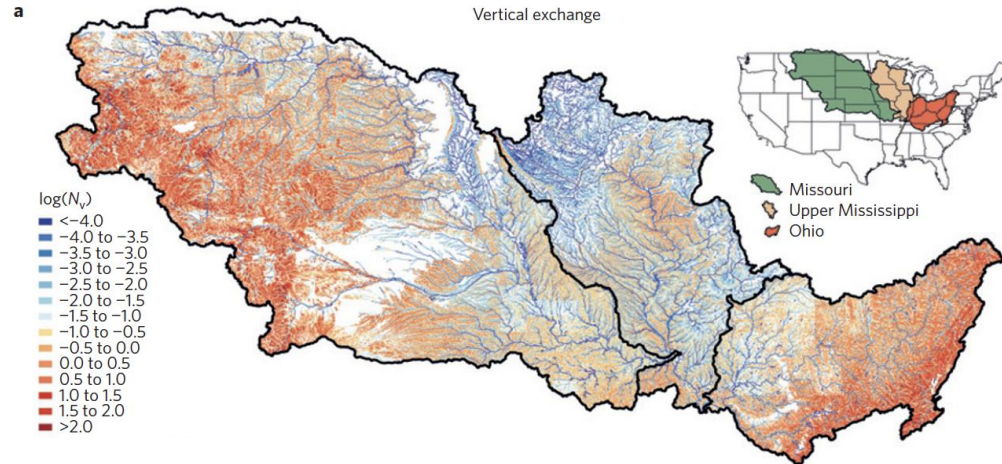 a
Vertical exchange
Missouri
Upper Mississippi
Ohio
log(Nᵥ)
<−4.0
−4.0 to −3.5
−3.5 to −3.0
−3.0 to −2.5
−2.5 to −2.0
−2.0 to −1.5
−1.5 to −1.0
−1.0 to −0.5
−0.5 to 0.0
0.0 to 0.5
0.5 to 1.0
1.0 to 1.5
1.5 to 2.0
>2.0